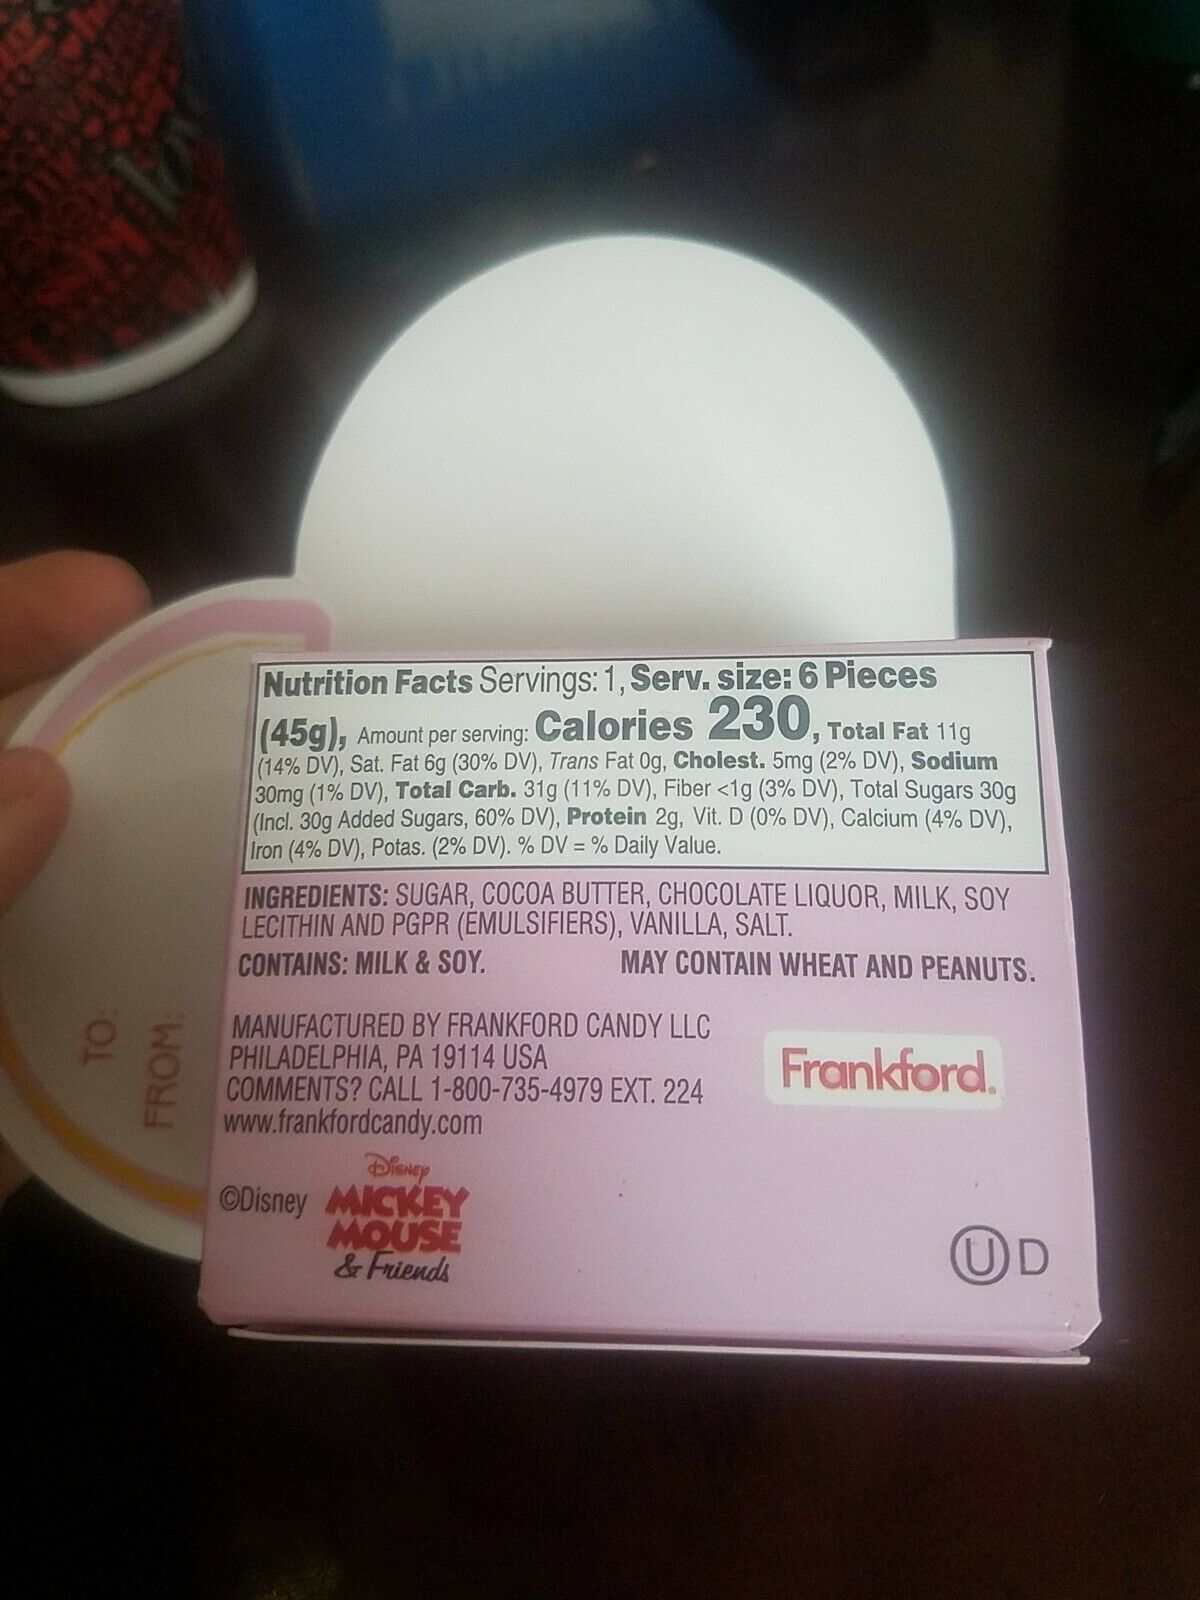 Nutrition Facts Servings: 1, Serv. size: 6 Pieces
(45g), Amount per serving: Calories 230, Total Fat 11g
(14% DV), Sat. Fat 6g (30% DV), Trans Fat 0g, Cholest. 5mg (2% DV), Sodium
30mg (1% DV), Total Carb. 31g (11% DV), Fiber <1g (3% DV), Total Sugars 30g
(Incl. 30g Added Sugars, 60% DV), Protein 2g, Vit. D (0% DV), Calcium (4% DV),
Iron (4% DV), Potas. (2% DV). % DV = % Daily Value.
INGREDIENTS: SUGAR, COCOA BUTTER, CHOCOLATE LIQUOR, MILK, SOY
LECITHIN AND PGPR (EMULSIFIERS), VANILLA, SALT.
CONTAINS: MILK & SOY. MAY CONTAIN WHEAT AND PEANUTS.
MANUFACTURED BY FRANKFORD CANDY LLC
PHILADELPHIA, PA 19114 USA
COMMENTS? CALL 1-800-735-4979 EXT. 224
www.frankfordcandy.com
Frankford®
©Disney
Disney
MICKEY
MOUSE
& Friends
U D
TO:
FROM: